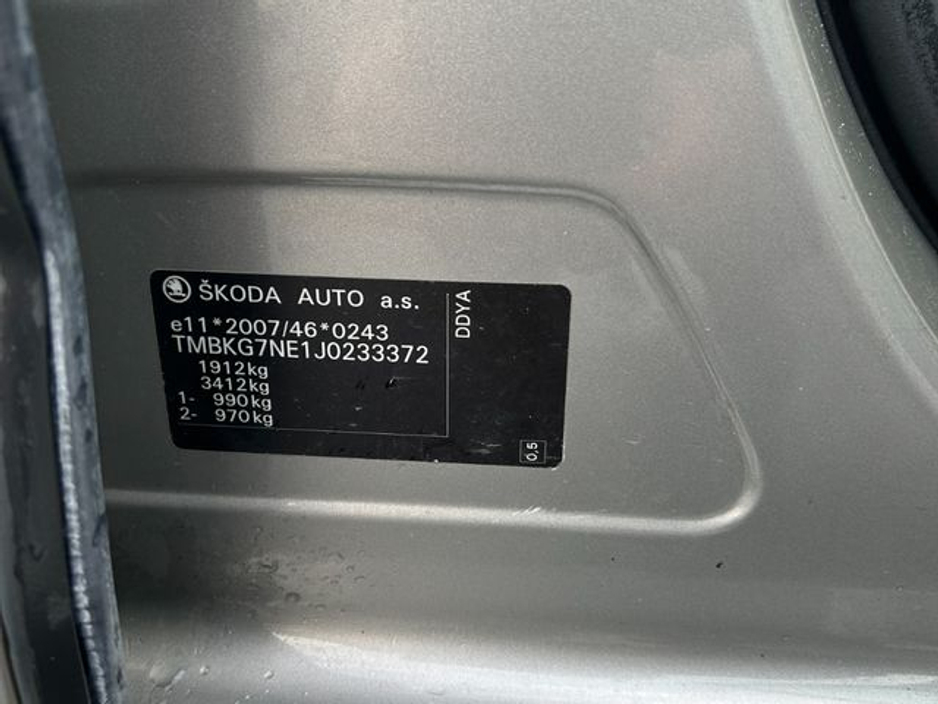 ŠKODA AUTO a.s.
e11*2007/46*0243
TMBKG7NE1J0233372
1912kg
3412kg
1- 990kg
2- 970kg
DDYA
0,5